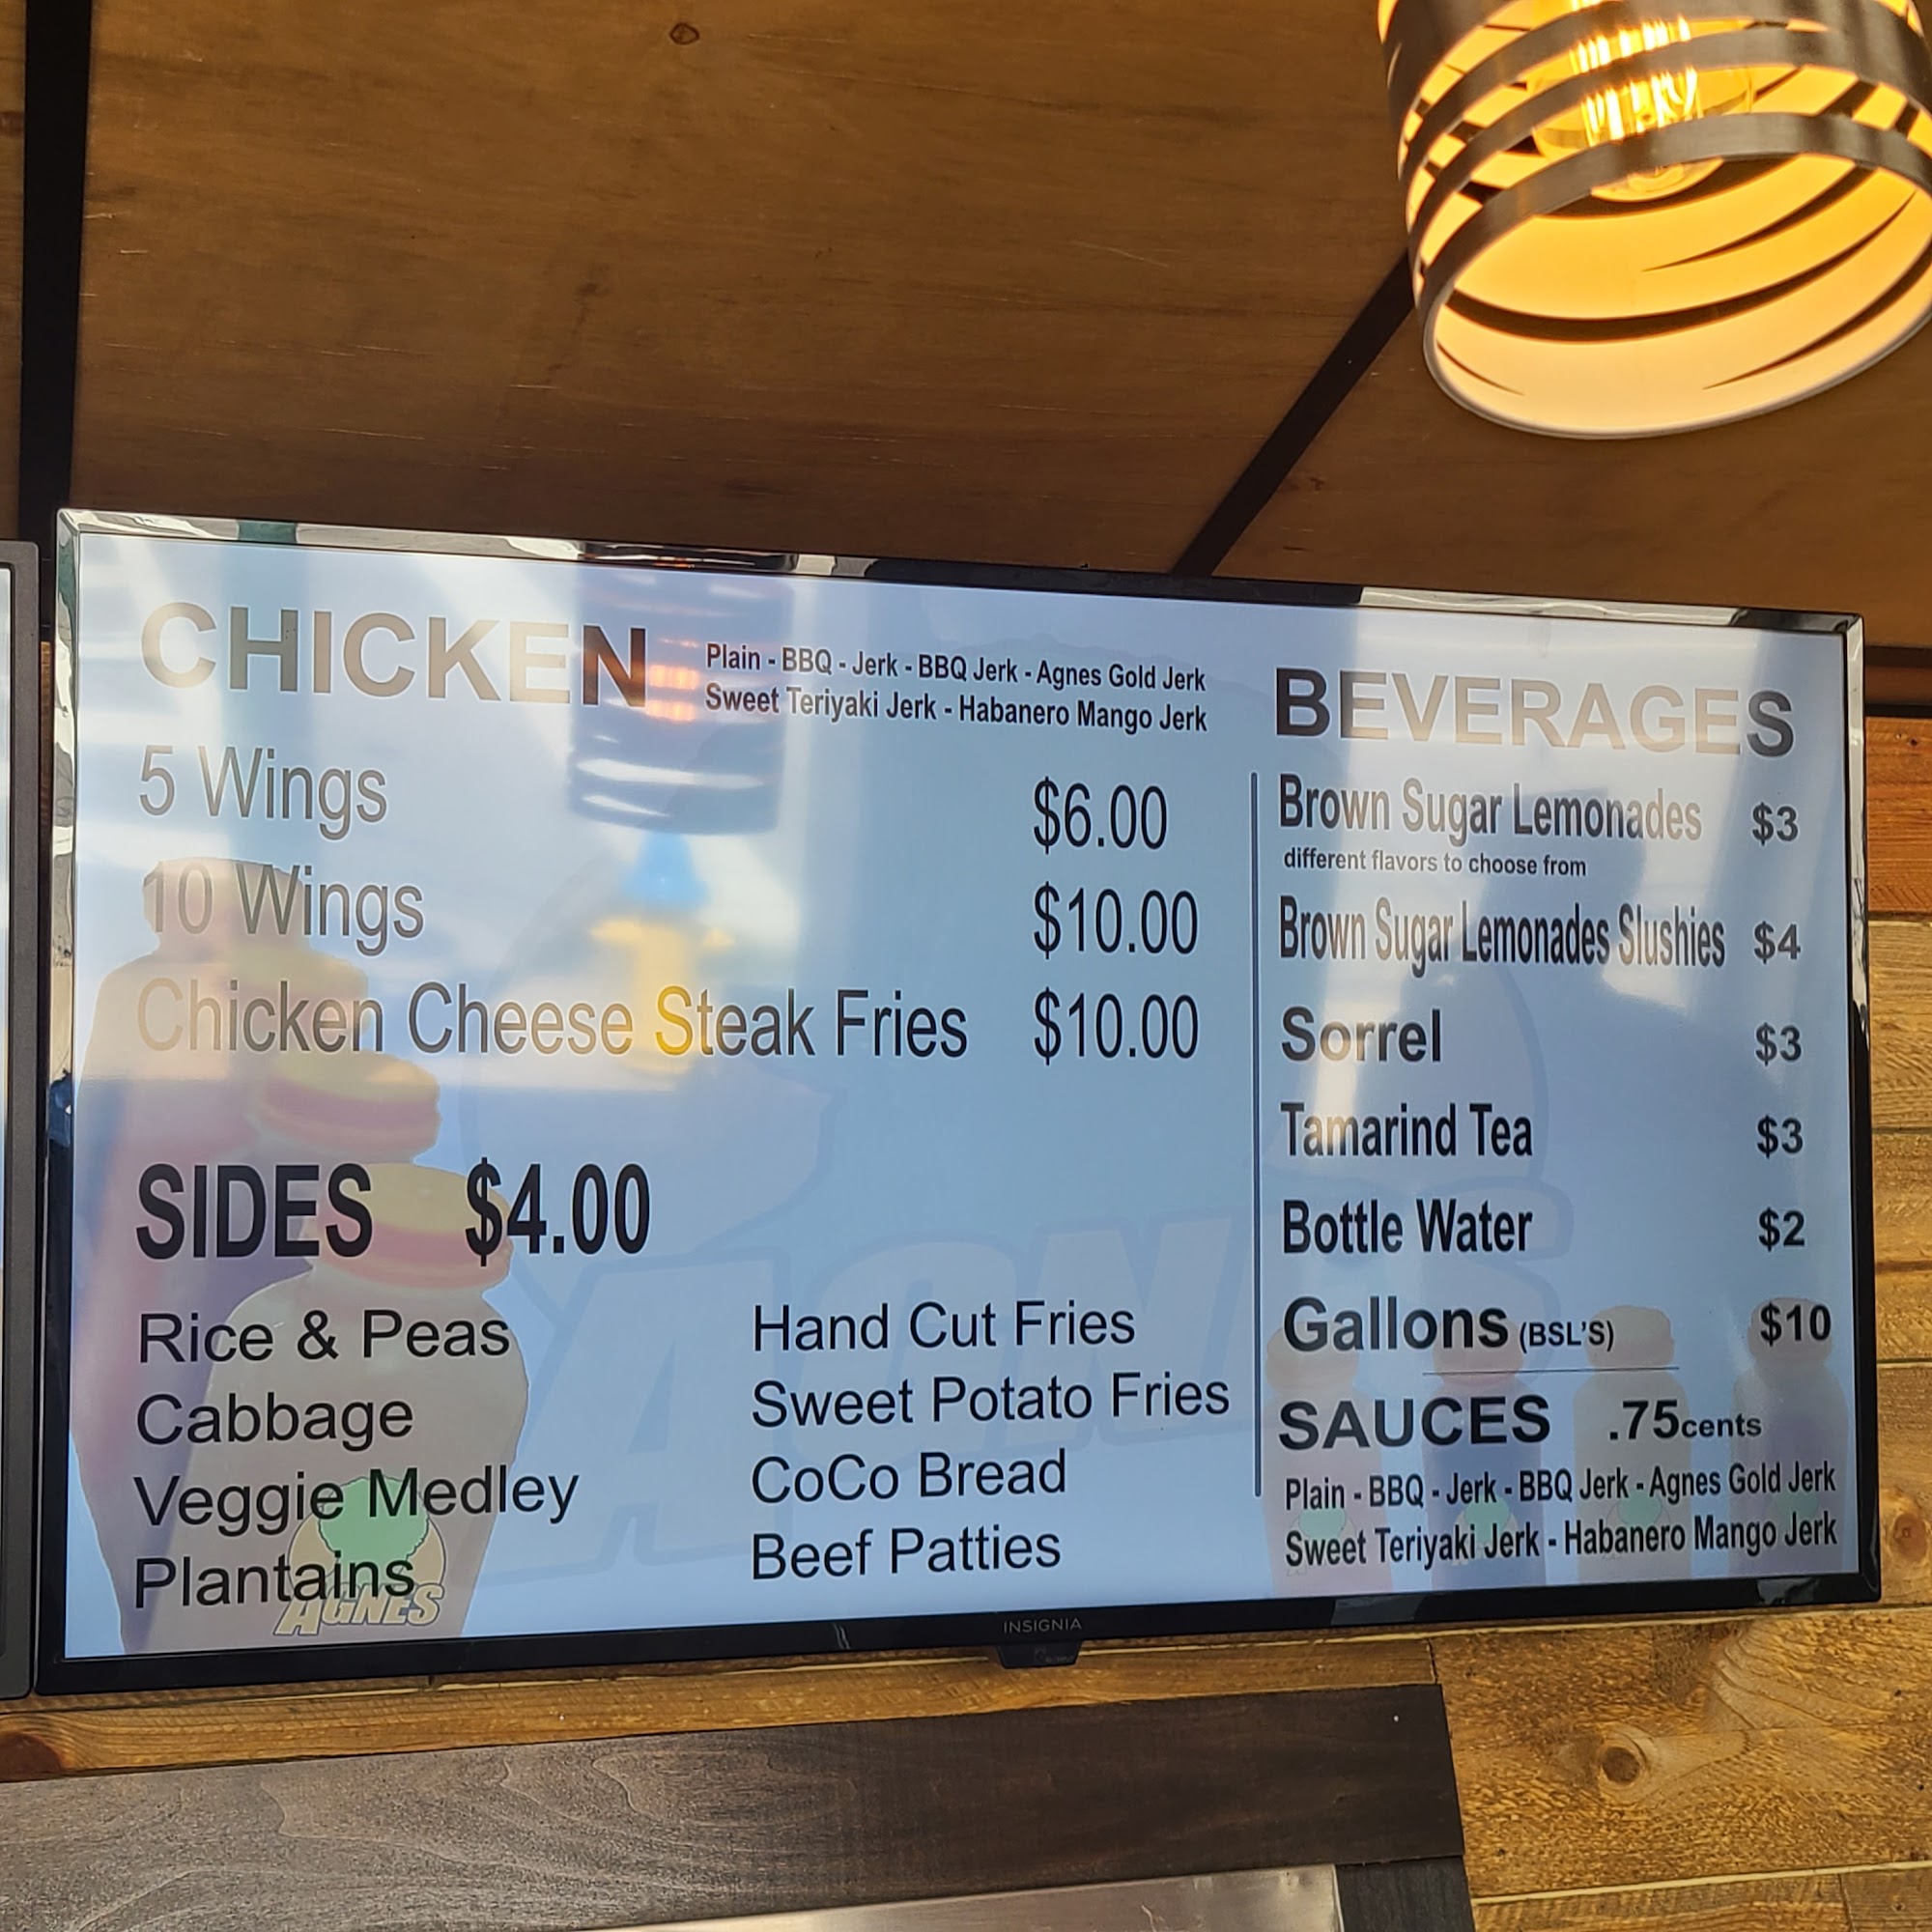 CHICKEN
Plain - BBQ - Jerk - BBQ Jerk - Agnes Gold Jerk
Sweet Teriyaki Jerk - Habanero Mango Jerk
5 Wings $6.00
10 Wings $10.00
Chicken Cheese Steak Fries $10.00
SIDES $4.00
Rice & Peas
Cabbage
Veggie Medley
Plantains
Hand Cut Fries
Sweet Potato Fries
CoCo Bread
Beef Patties
BEVERAGES
Brown Sugar Lemonades $3
different flavors to choose from
Brown Sugar Lemonades Slushies $4
Sorrel $3
Tamarind Tea $3
Bottle Water $2
Gallons (BSL'S) $10
SAUCES .75cents
Plain - BBQ - Jerk - BBQ Jerk - Agnes Gold Jerk
Sweet Teriyaki Jerk - Habanero Mango Jerk
AGNES
AGNES
INSIGNIA